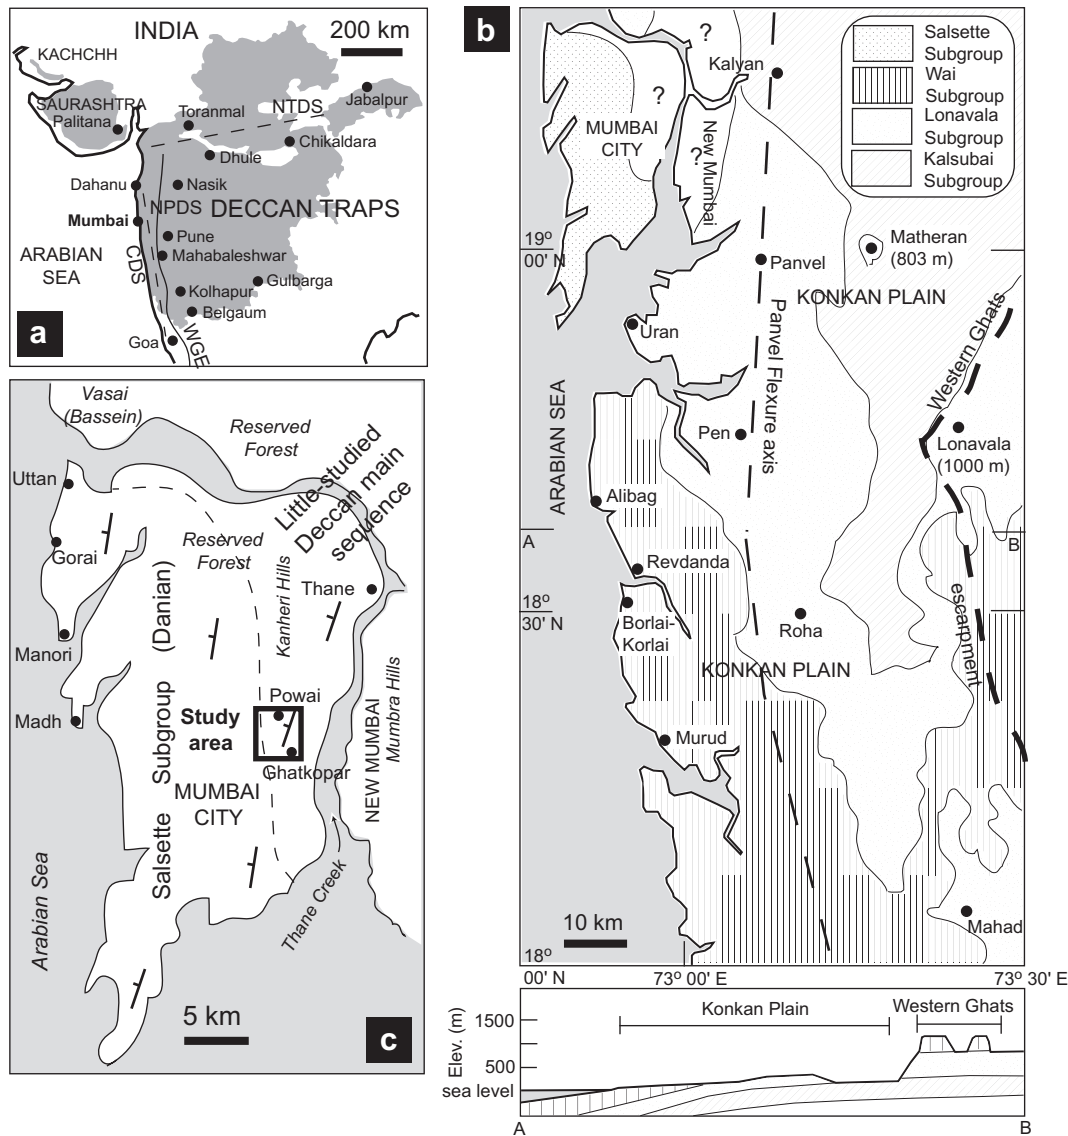 INDIA
200 km
KACHCHH
SAURASHTRA
Palitana
Toranmal
NTDS
Jabalpur
Chikaldara
Dhule
Dahanu
Nasik
NPDS
DECCAN TRAPS
Mumbai
Pune
ARABIAN
SEA
CDS
Mahabaleshwar
Gulbarga
Kolhapur
Belgaum
Goa
WGE
a
b
Salsette
Subgroup
Wai
Subgroup
Lonavala
Subgroup
Kalsubai
Subgroup
?
Kalyan
?
MUMBAI
CITY
New Mumbai
?
19º
00' N
Matheran
(803 m)
Panvel
KONKAN PLAIN
Uran
Panvel Flexure axis
Western Ghats
ARABIAN SEA
Pen
Lonavala
(1000 m)
Alibag
A
B
Revdanda
escarpment
18º
30' N
Borlai-
Korlai
Roha
KONKAN PLAIN
Murud
Mahad
10 km
18º
00' N
73º 00' E
73º 30' E
Elev. (m)
1500
500
sea level
Konkan Plain
Western Ghats
A
B
Vasai
(Bassein)
Reserved
Forest
Uttan
Little-studied
Deccan main
sequence
Gorai
Reserved
Forest
Kanheri Hills
Thane
Salsette Subgroup (Danian)
Manori
Madh
Powai
Study
area
Ghatkopar
MUMBAI
CITY
NEW MUMBAI
Mumbra Hills
Arabian Sea
Thane Creek
5 km
c